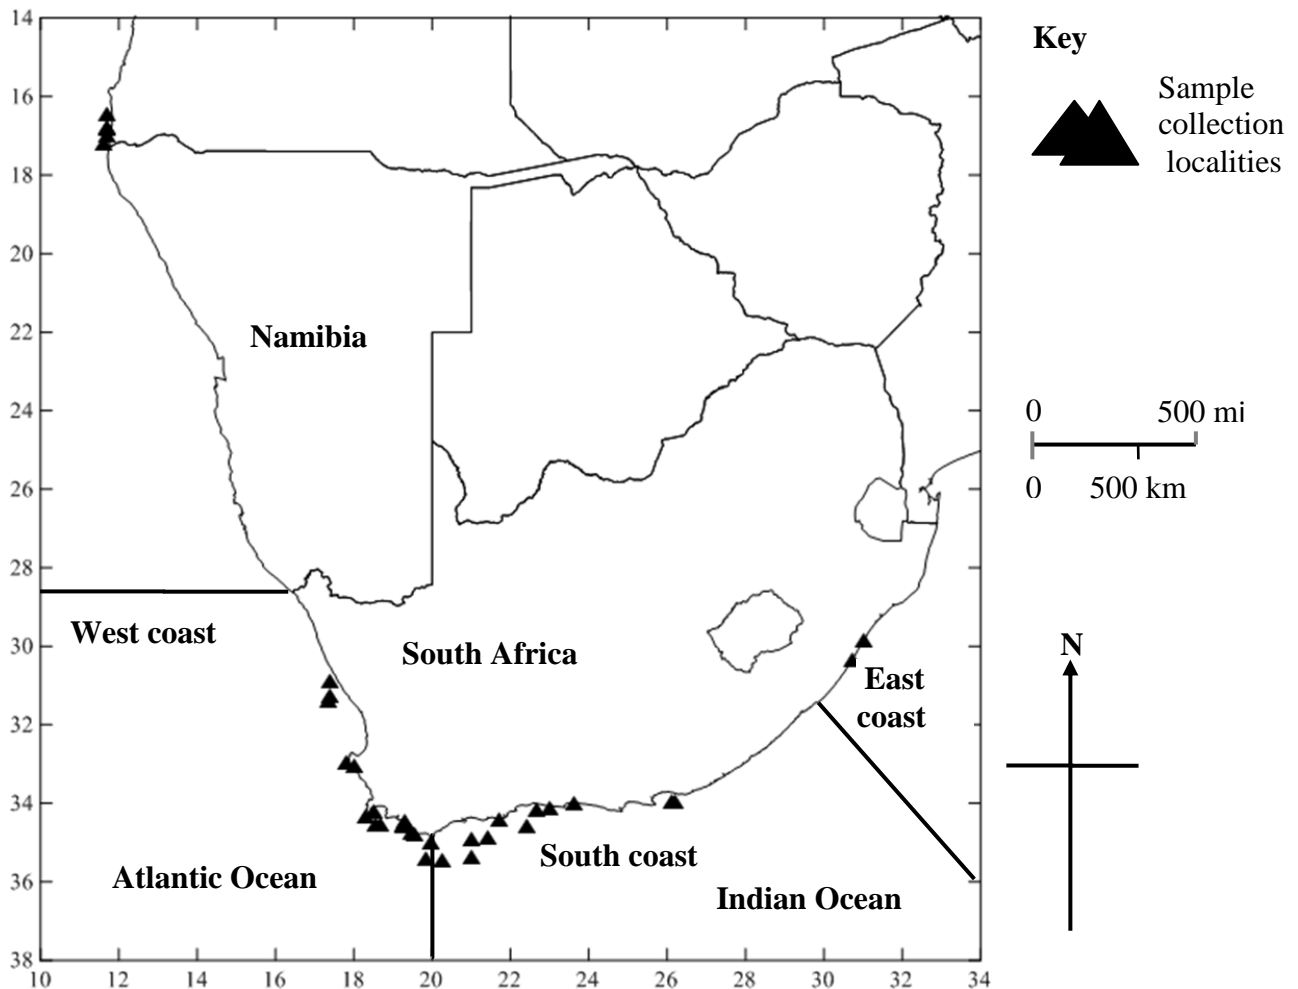 14
16
18
20
22
24
26
28
30
32
34
36
38
10 12 14 16 18 20 22 24 26 28 30 32 34
Namibia
West coast
South Africa
East
coast
South coast
Atlantic Ocean
Indian Ocean
Key
Sample
collection
localities
0 500 mi
0 500 km
N